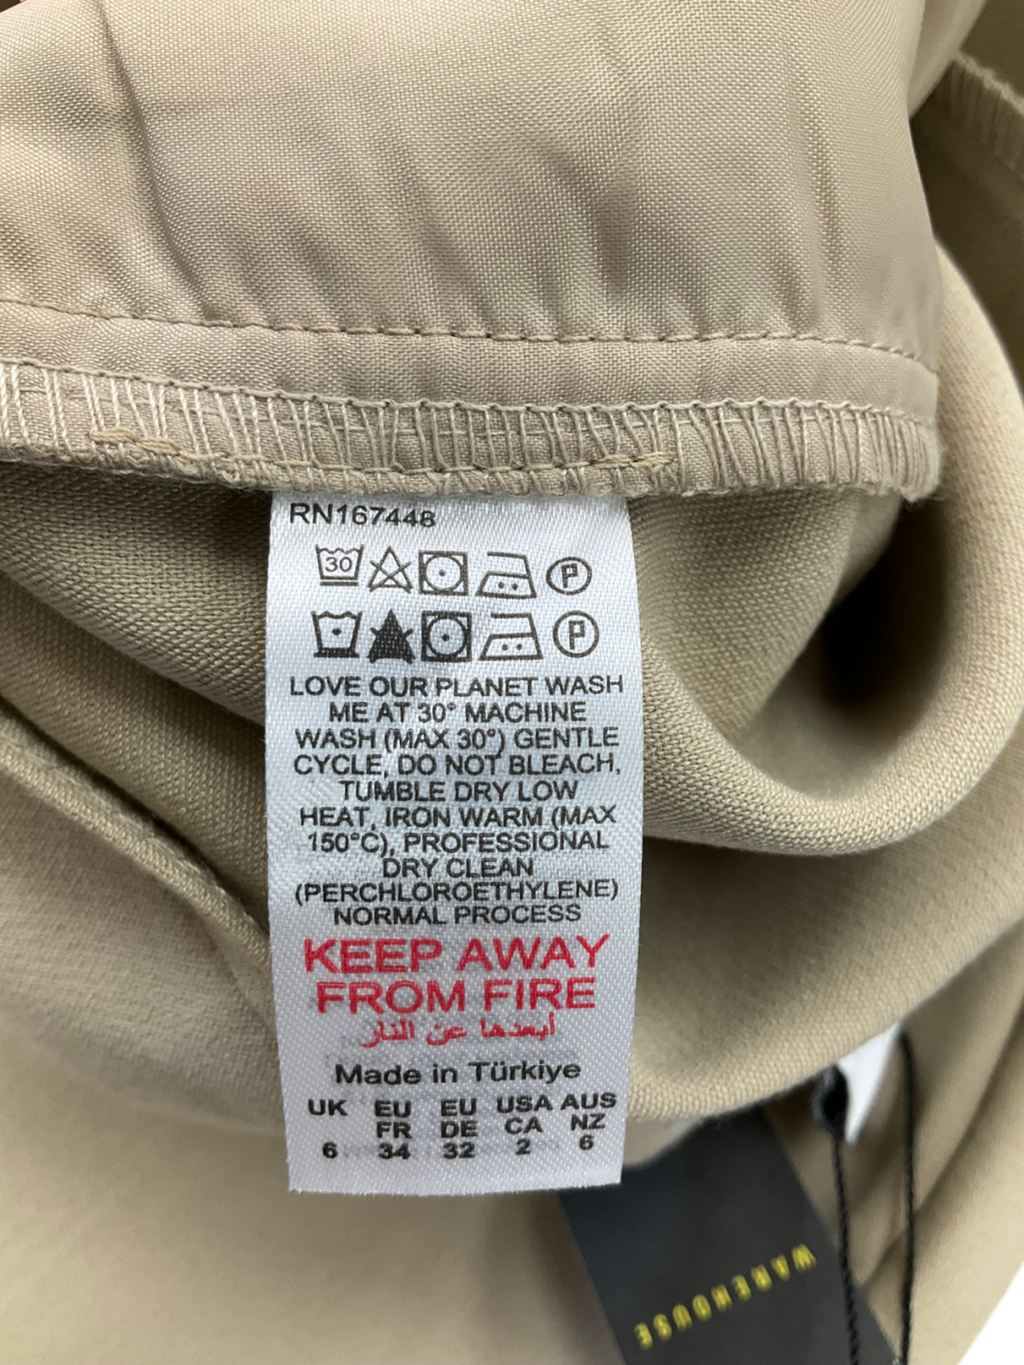 RN167448
30
P
P
LOVE OUR PLANET WASH
ME AT 30° MACHINE
WASH (MAX 30°) GENTLE
CYCLE, DO NOT BLEACH,
TUMBLE DRY LOW
HEAT, IRON WARM (MAX
150°C), PROFESSIONAL
DRY CLEAN
(PERCHLOROETHYLENE)
NORMAL PROCESS
KEEP AWAY
FROM FIRE
أبعدها عن النار
Made in Türkiye
UK EU EU USA AUS
FR DE CA NZ
6 34 32 2 6
WAREHOUSE